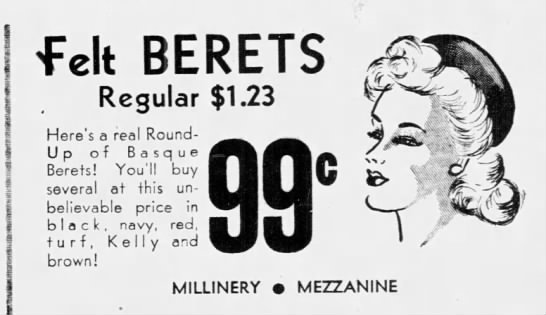 Felt BERETS
Regular $1.23
Here's a real Round-
Up of Basque
Berets! You'll buy
several at this un-
believable price in
black, navy, red,
turf, Kelly and
brown!
99c
MILLINERY ● MEZZANINE